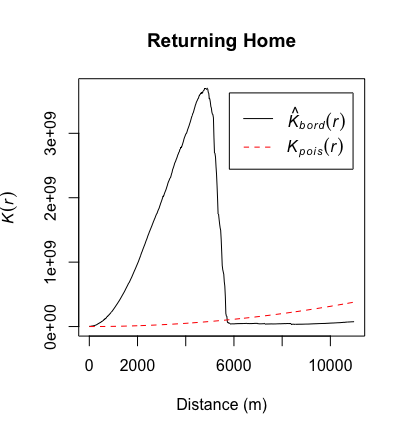 Returning Home
K(r)
3e+09
2e+09
1e+09
0e+00
K̂bord(r)
Kpois(r)
0 2000 6000 10000
Distance (m)